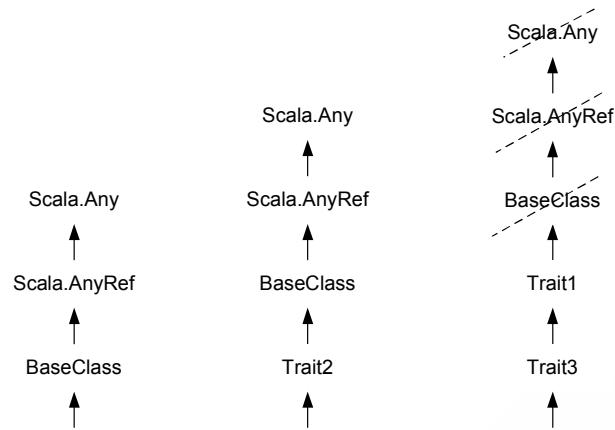 Scala.Any
Scala.Any
Scala.AnyRef
Scala.Any
Scala.AnyRef
BaseClass
Scala.AnyRef
BaseClass
Trait1
BaseClass
Trait2
Trait3